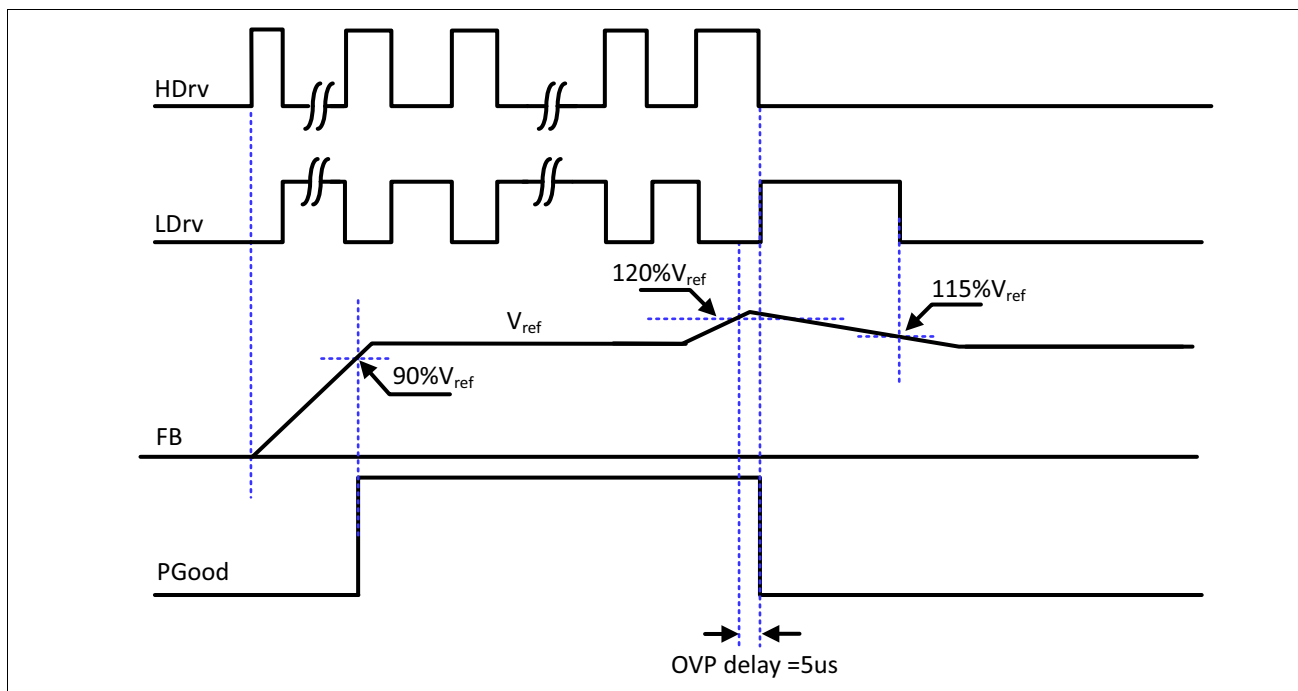 HDrv
LDrv
120%Vref
115%Vref
Vref
90%Vref
FB
PGood
OVP delay =5us